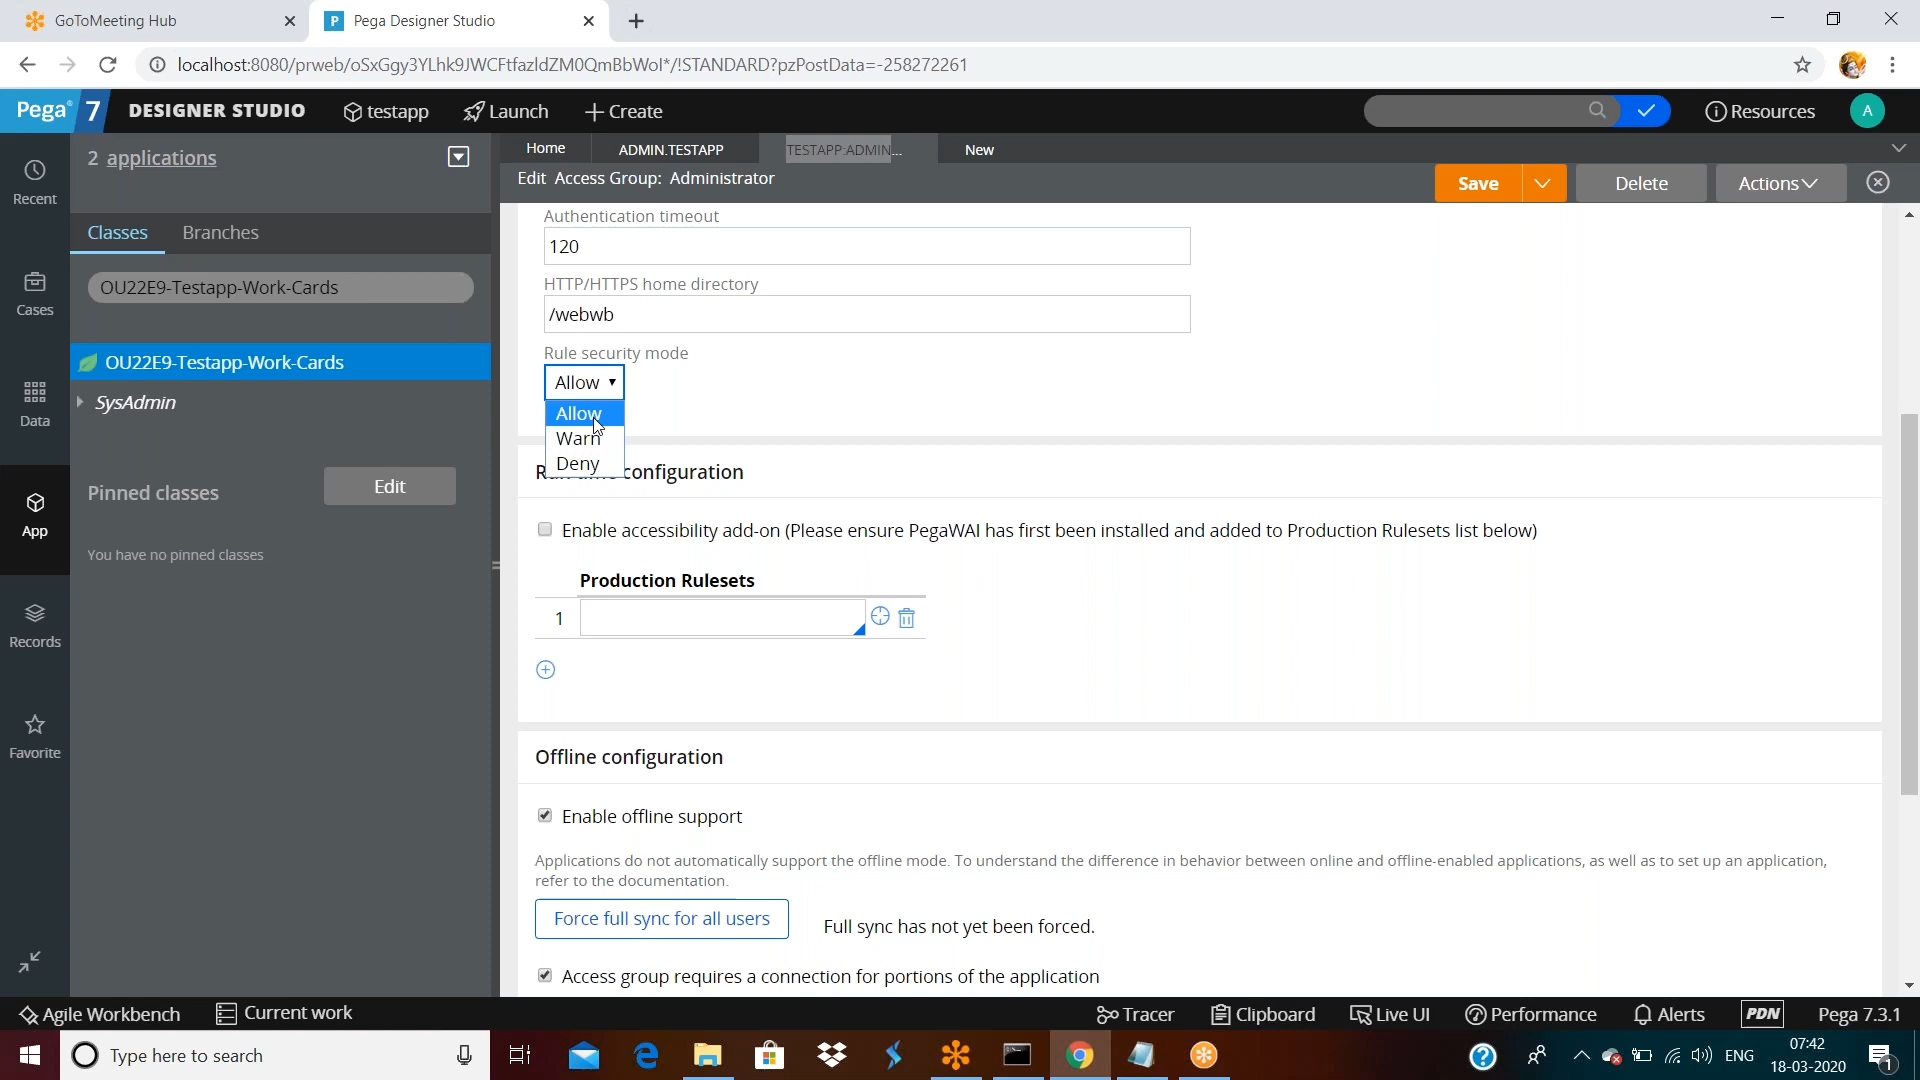 GoToMeeting Hub
Pega Designer Studio
localhost:8080/prweb/oSxGgy3YLhk9JWCFtfazldZM0QmBbWoI*/!STANDARD?pzPostData=-258272261
Pega 7 DESIGNER STUDIO testapp Launch Create Resources A
2 applications
Home ADMIN.TESTAPP TESTAPP:ADMIN... New
Edit Access Group: Administrator
Save Delete Actions
Recent
Cases
Data
App
Records
Favorite
Classes Branches
OU22E9-Testapp-Work-Cards
OU22E9-Testapp-Work-Cards
SysAdmin
Pinned classes Edit
You have no pinned classes
Authentication timeout
120
HTTP/HTTPS home directory
/webwb
Rule security mode
Allow
Allow
Warn
Deny
configuration
Enable accessibility add-on (Please ensure PegaWAI has first been installed and added to Production Rulesets list below)
Production Rulesets
1
Offline configuration
Enable offline support
Applications do not automatically support the offline mode. To understand the difference in behavior between online and offline-enabled applications, as well as to set up an application,
refer to the documentation.
Force full sync for all users Full sync has not yet been forced.
Access group requires a connection for portions of the application
Agile Workbench Current work Tracer Clipboard Live UI Performance Alerts PDN Pega 7.3.1
Type here to search
ENG
07:42
18-03-2020
1